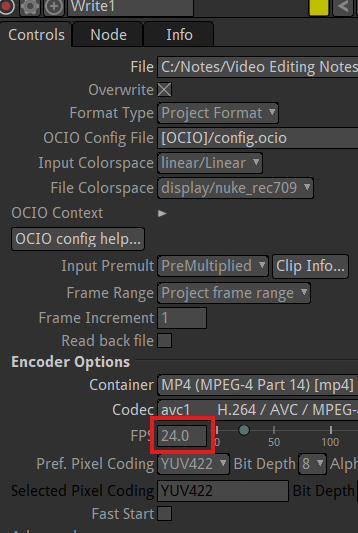 Write1
Controls Node Info
File C:/Notes/Video Editing Notes
Overwrite
Format Type Project Format
OCIO Config File [OCIO]/config.ocio
Input Colorspace linear/Linear
File Colorspace display/nuke_rec709
OCIO Context
OCIO config help...
Input Premult PreMultiplied Clip Info...
Frame Range Project frame range
Frame Increment 1
Read back file
Encoder Options
Container MP4 (MPEG-4 Part 14) [mp4]
Codec avc1 H.264 / AVC / MPEG-
FPS 24.0 0 50 100
Pref. Pixel Coding YUV422 Bit Depth 8 Alph
Selected Pixel Coding YUV422 Bit Depth
Fast Start